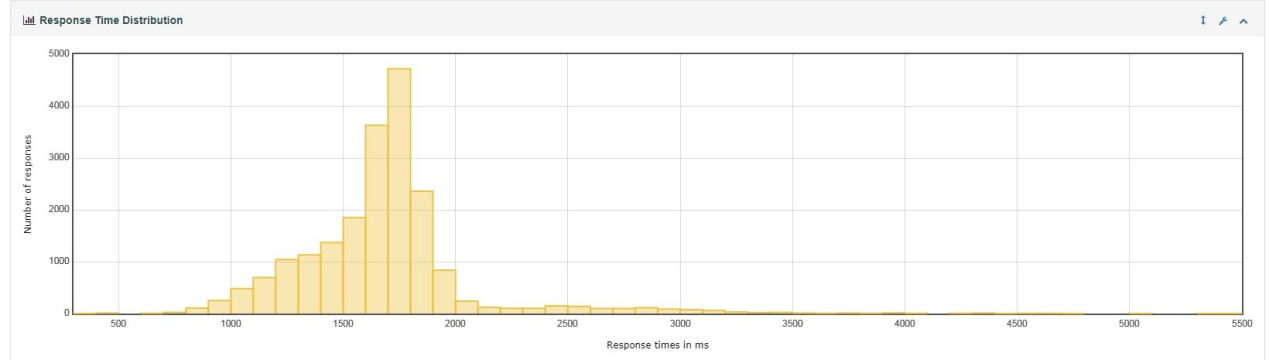 Response Time Distribution
5000
4000
3000
2000
1000
0
Number of responses
500 1000 1500 2000 2500 3000 3500 4000 4500 5000 5500
Response times in ms